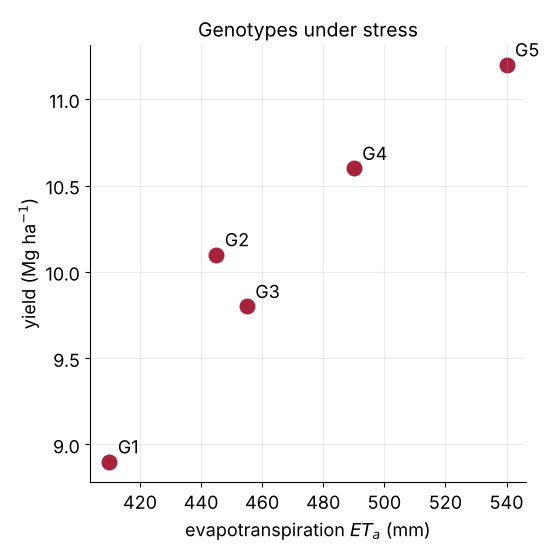 Genotypes under stress
G5
11.0
G4
10.5
G2
10.0
G3
9.5
9.0
G1
yield (Mg ha⁻¹)
420 440 460 480 500 520 540
evapotranspiration ETₐ (mm)